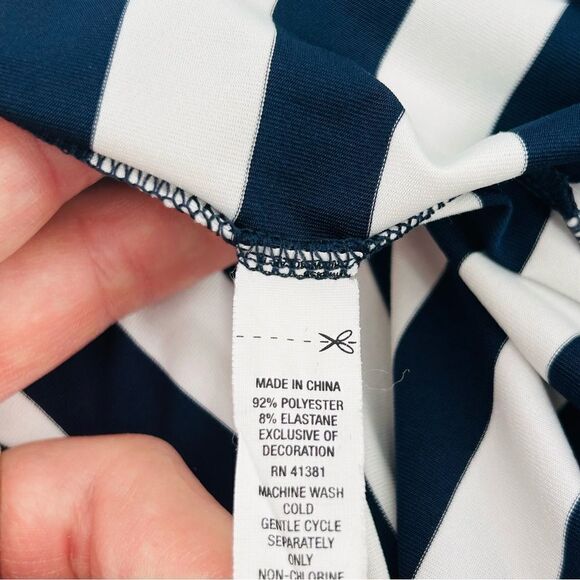 MADE IN CHINA
92% POLYESTER
8% ELASTANE
EXCLUSIVE OF
DECORATION
RN 41381
MACHINE WASH
COLD
GENTLE CYCLE
SEPARATELY
ONLY
NON-CHLORINE